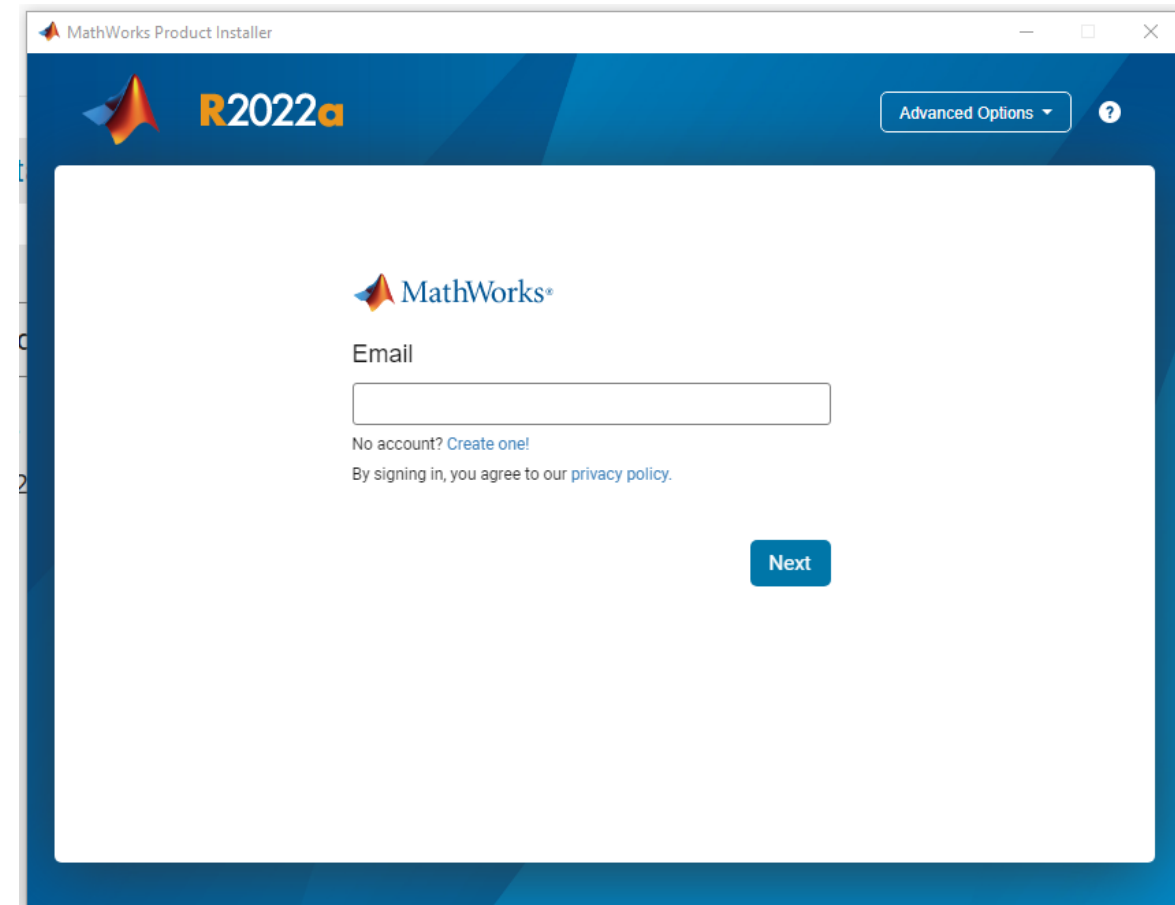 MathWorks Product Installer
R2022a
Advanced Options
?
MathWorks®
Email
No account? Create one!
By signing in, you agree to our privacy policy.
Next
t
2